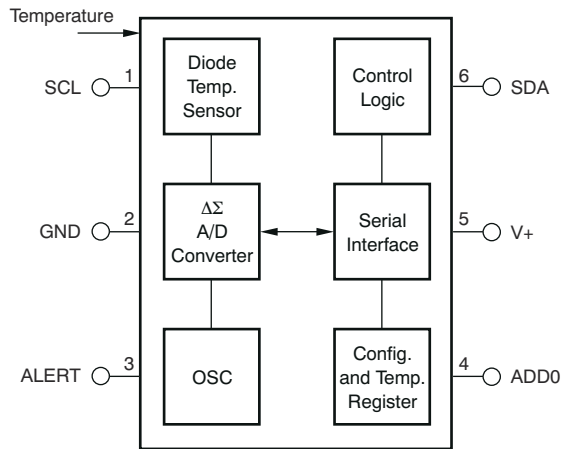 Temperature
SCL
1
Diode
Temp.
Sensor
Control
Logic
6
SDA
GND
2
ΔΣ
A/D
Converter
Serial
Interface
5
V+
ALERT
3
OSC
Config.
and Temp.
Register
4
ADD0